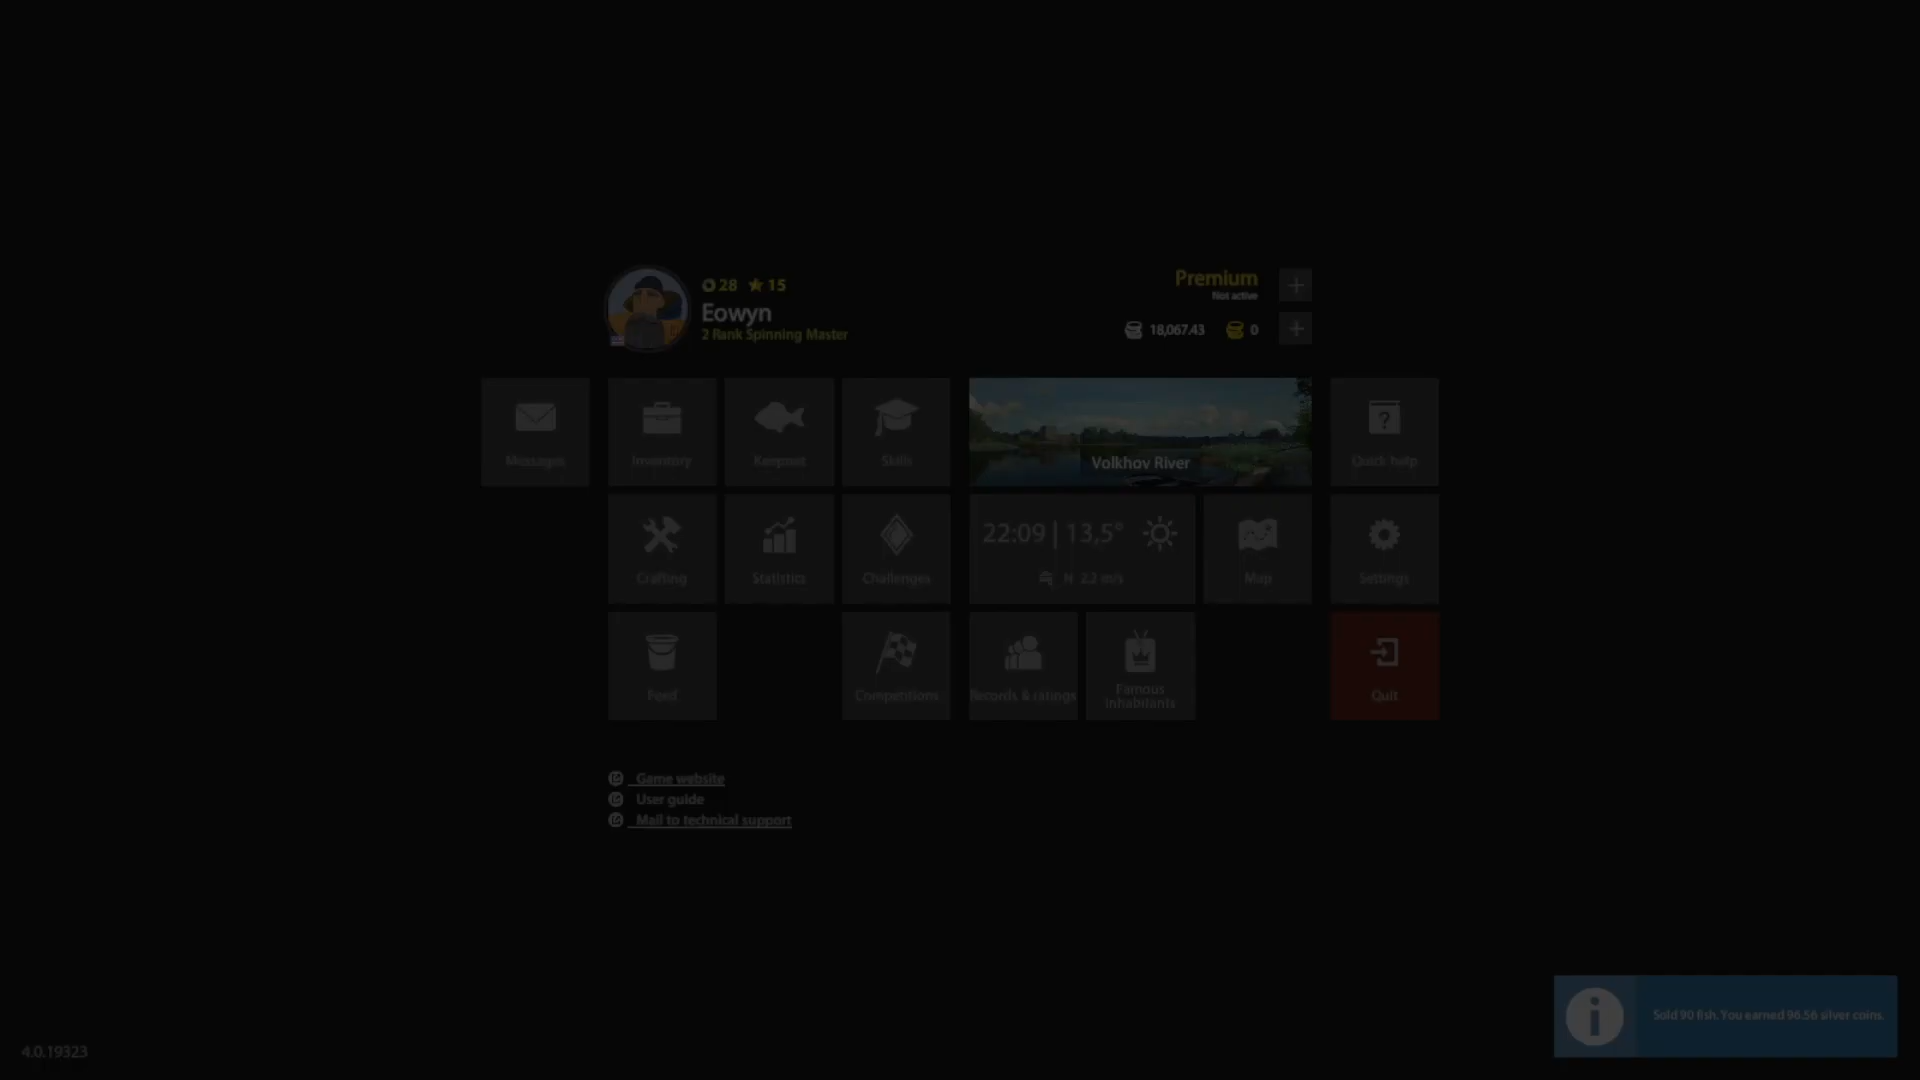 28 15
Eowyn
2 Rank Spinning Master
Premium
Not active
18,067.43 0
Messages
Inventory
Keepnet
Skills
Volkhov River
Quick help
Crafting
Statistics
Challenges
22:09 | 13,5°
N 2.2 m/s
Map
Settings
Feed
Competitions
Records & ratings
Famous
inhabitants
Quit
Game website
User guide
Mail to technical support
Sold 90 fish. You earned 96.56 silver coins.
4.0.19323